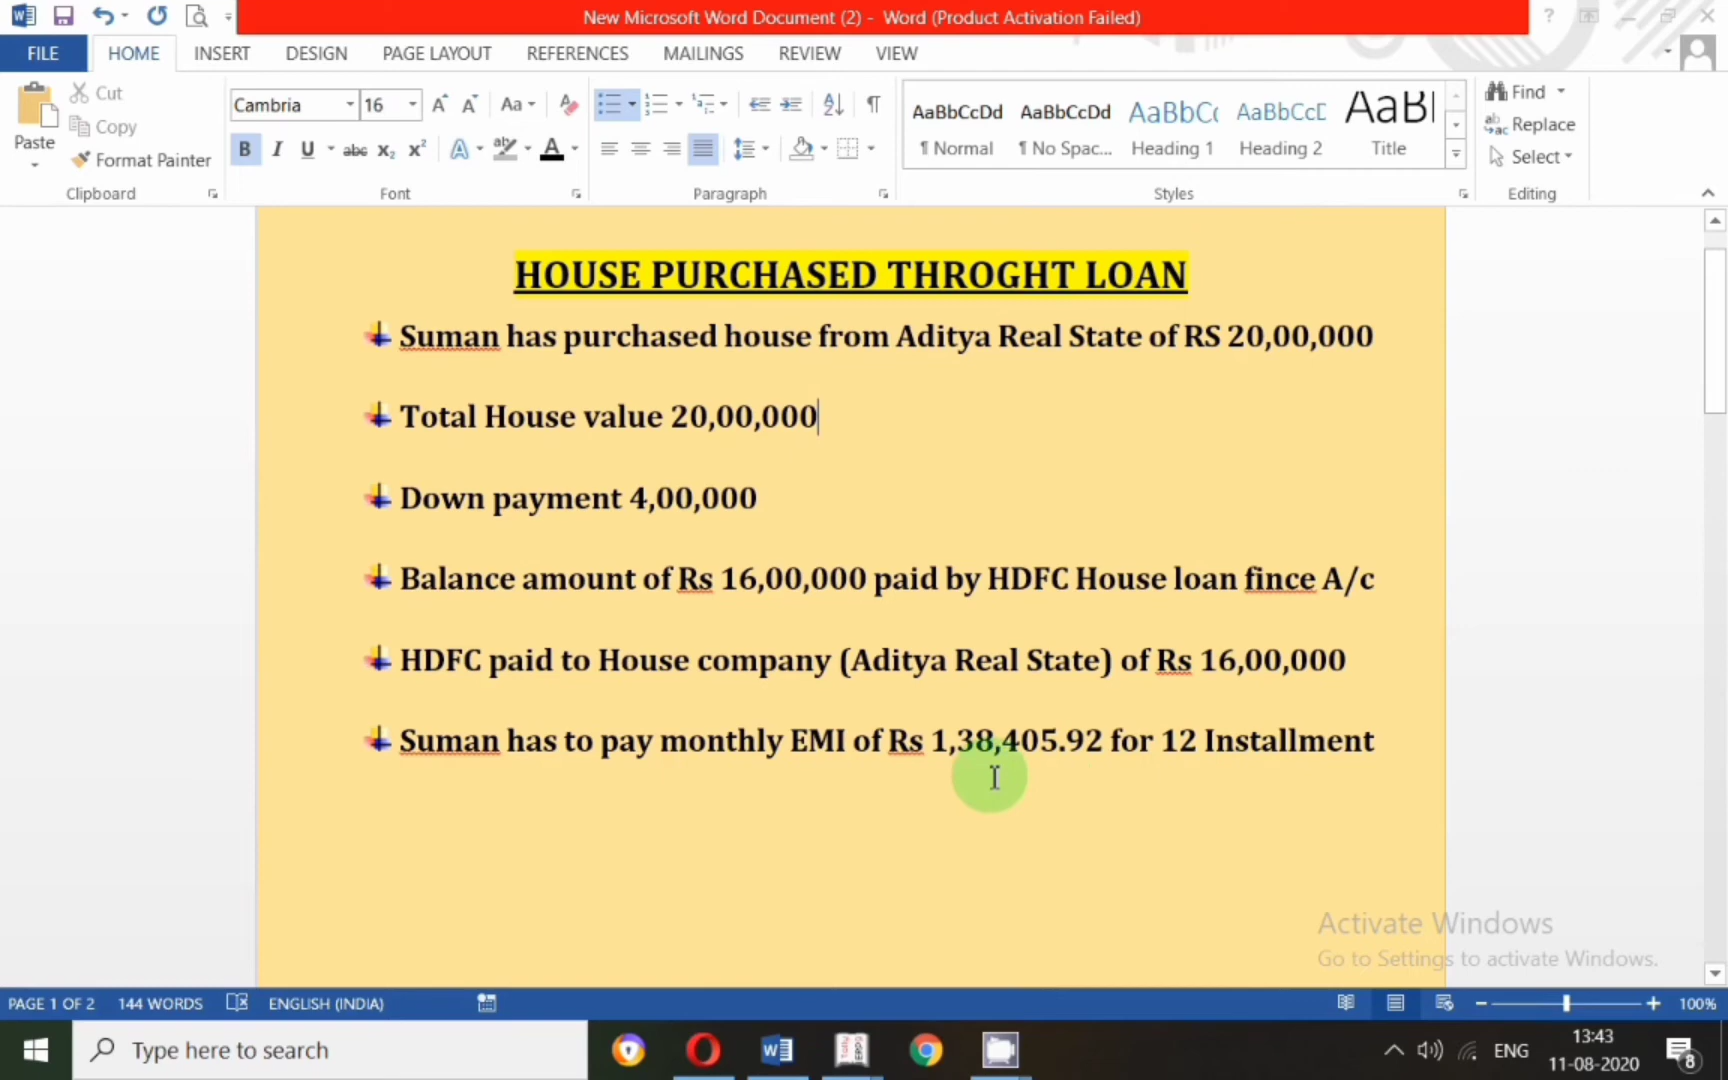 New Microsoft Word Document (2) - Word (Product Activation Failed)
FILE HOME INSERT DESIGN PAGE LAYOUT REFERENCES MAILINGS REVIEW VIEW
Paste
Cut
Copy
Format Painter
Clipboard
Cambria 16
Font
Paragraph
AaBbCcDd AaBbCcDd AaBbCc AaBbCcD AaBl
¶ Normal ¶ No Spac... Heading 1 Heading 2 Title
Styles
Find
Replace
Select
Editing
HOUSE PURCHASED THROGHT LOAN
Suman has purchased house from Aditya Real State of RS 20,00,000
Total House value 20,00,000
Down payment 4,00,000
Balance amount of Rs 16,00,000 paid by HDFC House loan fince A/c
HDFC paid to House company (Aditya Real State) of Rs 16,00,000
Suman has to pay monthly EMI of Rs 1,38,405.92 for 12 Installment
Activate Windows
Go to Settings to activate Windows.
PAGE 1 OF 2 144 WORDS ENGLISH (INDIA) 100%
Type here to search
ENG
13:43
11-08-2020
8